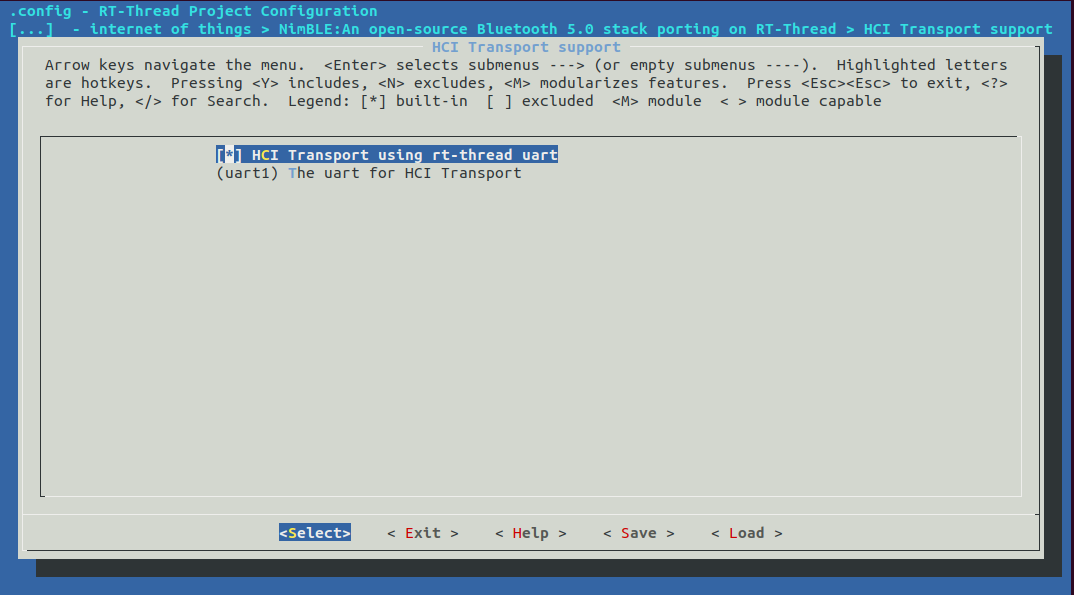 .config - RT-Thread Project Configuration
[...]  - internet of things > NimBLE:An open-source Bluetooth 5.0 stack porting on RT-Thread > HCI Transport support
HCI Transport support
Arrow keys navigate the menu.  <Enter> selects submenus ---> (or empty submenus ----).  Highlighted letters
are hotkeys.  Pressing <Y> includes, <N> excludes, <M> modularizes features.  Press <Esc><Esc> to exit, <?>
for Help, </> for Search.  Legend: [*] built-in  [ ] excluded  <M> module  < > module capable
[*] HCI Transport using rt-thread uart
(uart1) The uart for HCI Transport
<Select>    < Exit >    < Help >    < Save >    < Load >